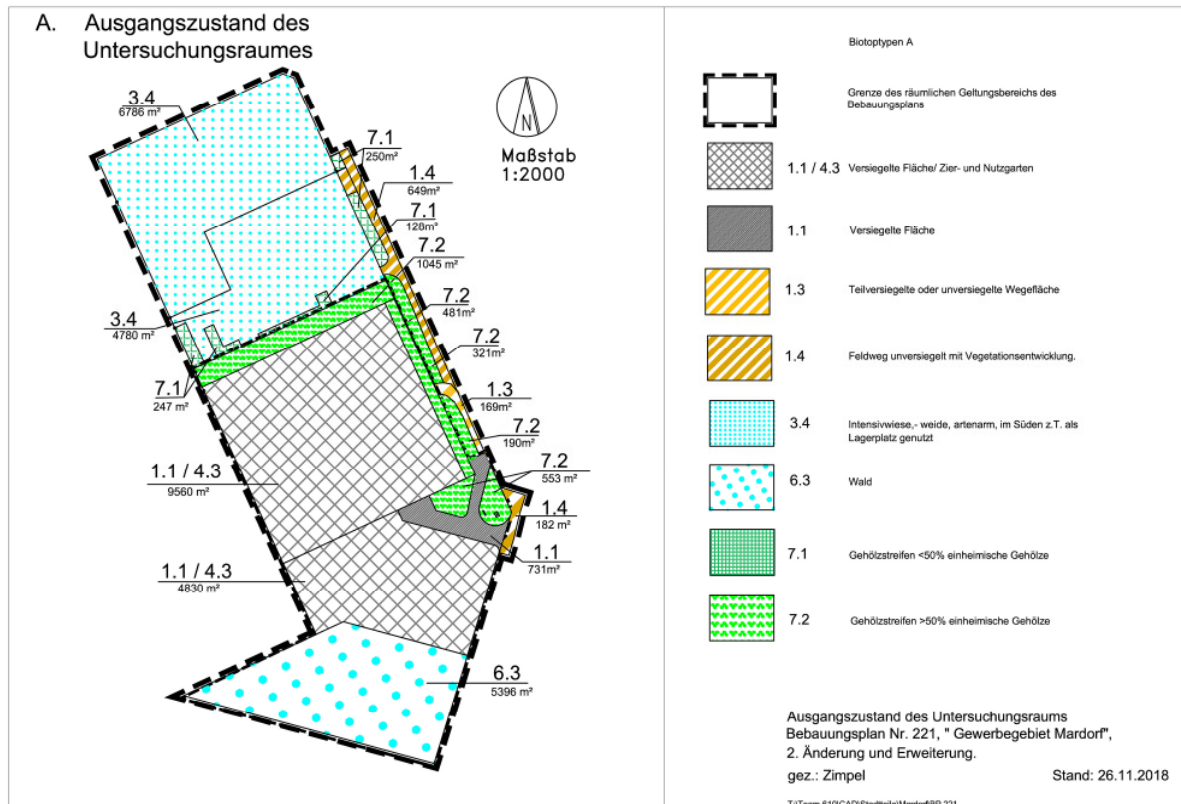 A. Ausgangszustand des
Untersuchungsraumes
N
Maßstab
1:2000
3.4
6786 m²
7.1
250m²
1.4
649m²
7.1
128m²
7.2
1045 m²
7.2
481m²
3.4
4780 m²
7.2
321m²
7.1
247 m²
1.3
169m²
7.2
190m²
7.2
553 m²
1.1 / 4.3
9560 m²
1.4
182 m²
1.1
731m²
1.1 / 4.3
4830 m²
6.3
5396 m²
Biotoptypen A
Grenze des räumlichen Geltungsbereichs des
Bebauungsplans
1.1 / 4.3 Versiegelte Fläche/ Zier- und Nutzgarten
1.1 Versiegelte Fläche
1.3 Teilversiegelte oder unversiegelte Wegefläche
1.4 Feldweg unversiegelt mit Vegetationsentwicklung.
3.4 Intensivwiese,- weide, artenarm, im Süden z.T. als
Lagerplatz genutzt
6.3 Wald
7.1 Gehölzstreifen <50% einheimische Gehölze
7.2 Gehölzstreifen >50% einheimische Gehölze
Ausgangszustand des Untersuchungsraums
Bebauungsplan Nr. 221, " Gewerbegebiet Mardorf",
2. Änderung und Erweiterung.
gez.: Zimpel Stand: 26.11.2018